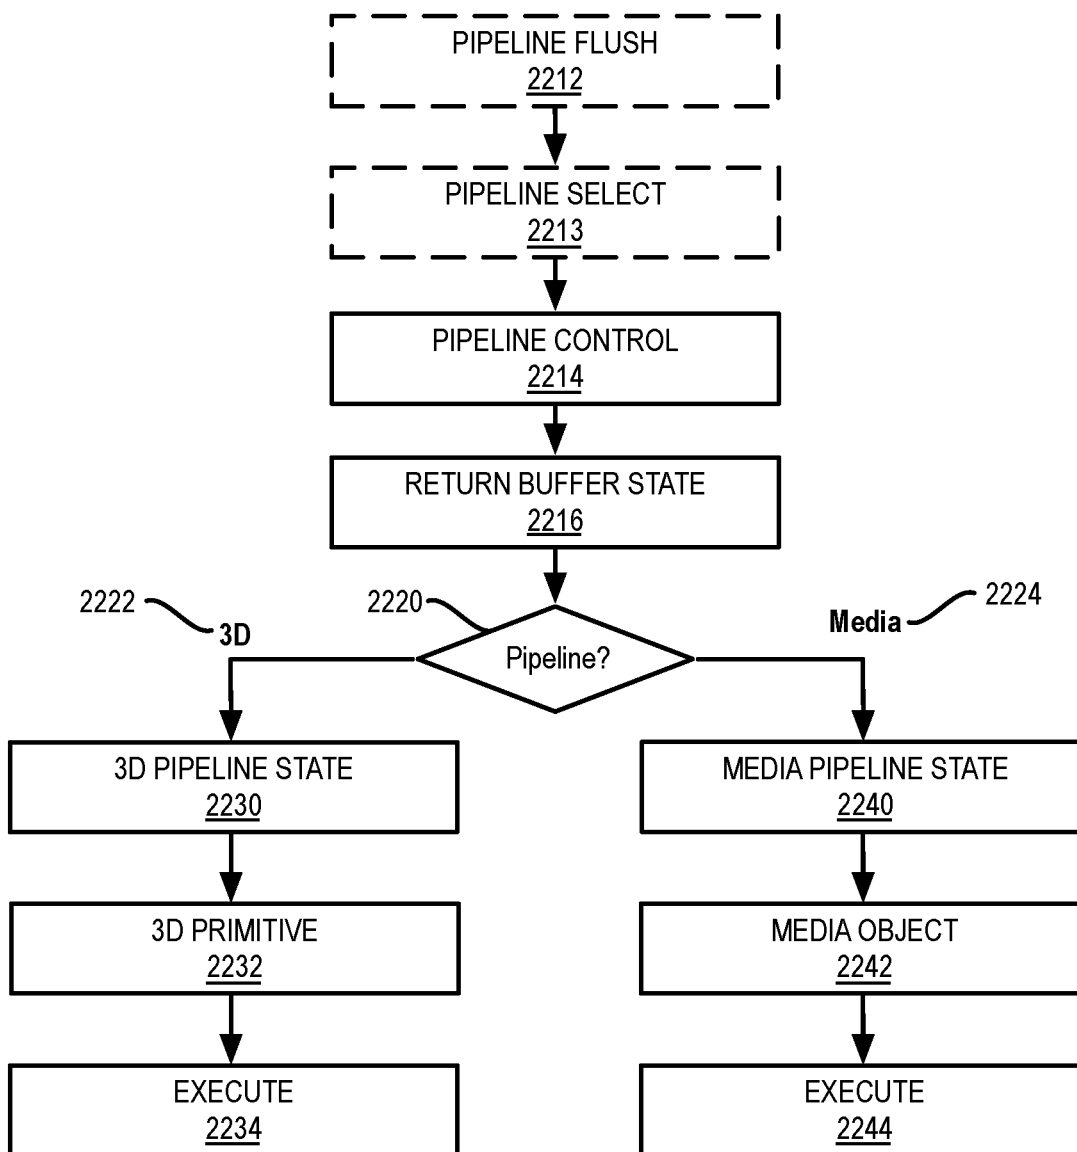 PIPELINE FLUSH
2212
PIPELINE SELECT
2213
PIPELINE CONTROL
2214
RETURN BUFFER STATE
2216
2222
3D
2220
Pipeline?
Media
2224
3D PIPELINE STATE
2230
3D PRIMITIVE
2232
EXECUTE
2234
MEDIA PIPELINE STATE
2240
MEDIA OBJECT
2242
EXECUTE
2244